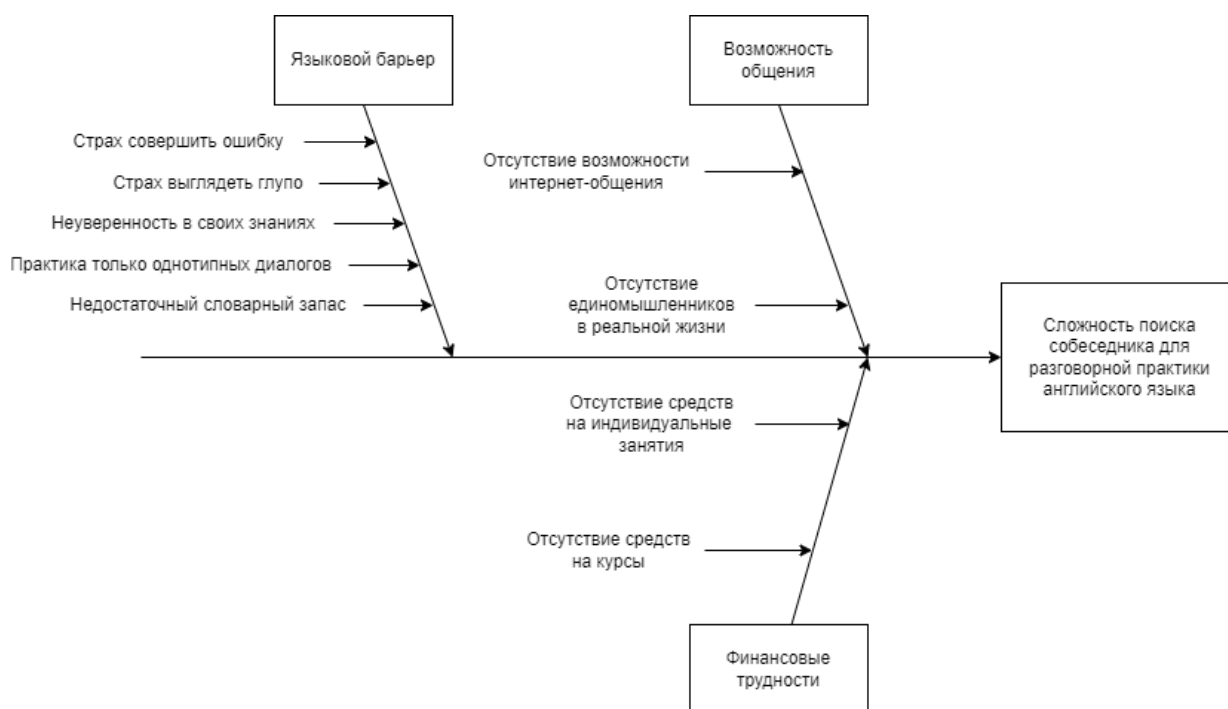 Языковой барьер
Возможность
общения
Страх совершить ошибку
Страх выглядеть глупо
Неуверенность в своих знаниях
Практика только однотипных диалогов
Недостаточный словарный запас
Отсутствие возможности
интернет-общения
Отсутствие
единомышленников
в реальной жизни
Сложность поиска
собеседника для
разговорной практики
английского языка
Отсутствие средств
на индивидуальные
занятия
Отсутствие средств
на курсы
Финансовые
трудности